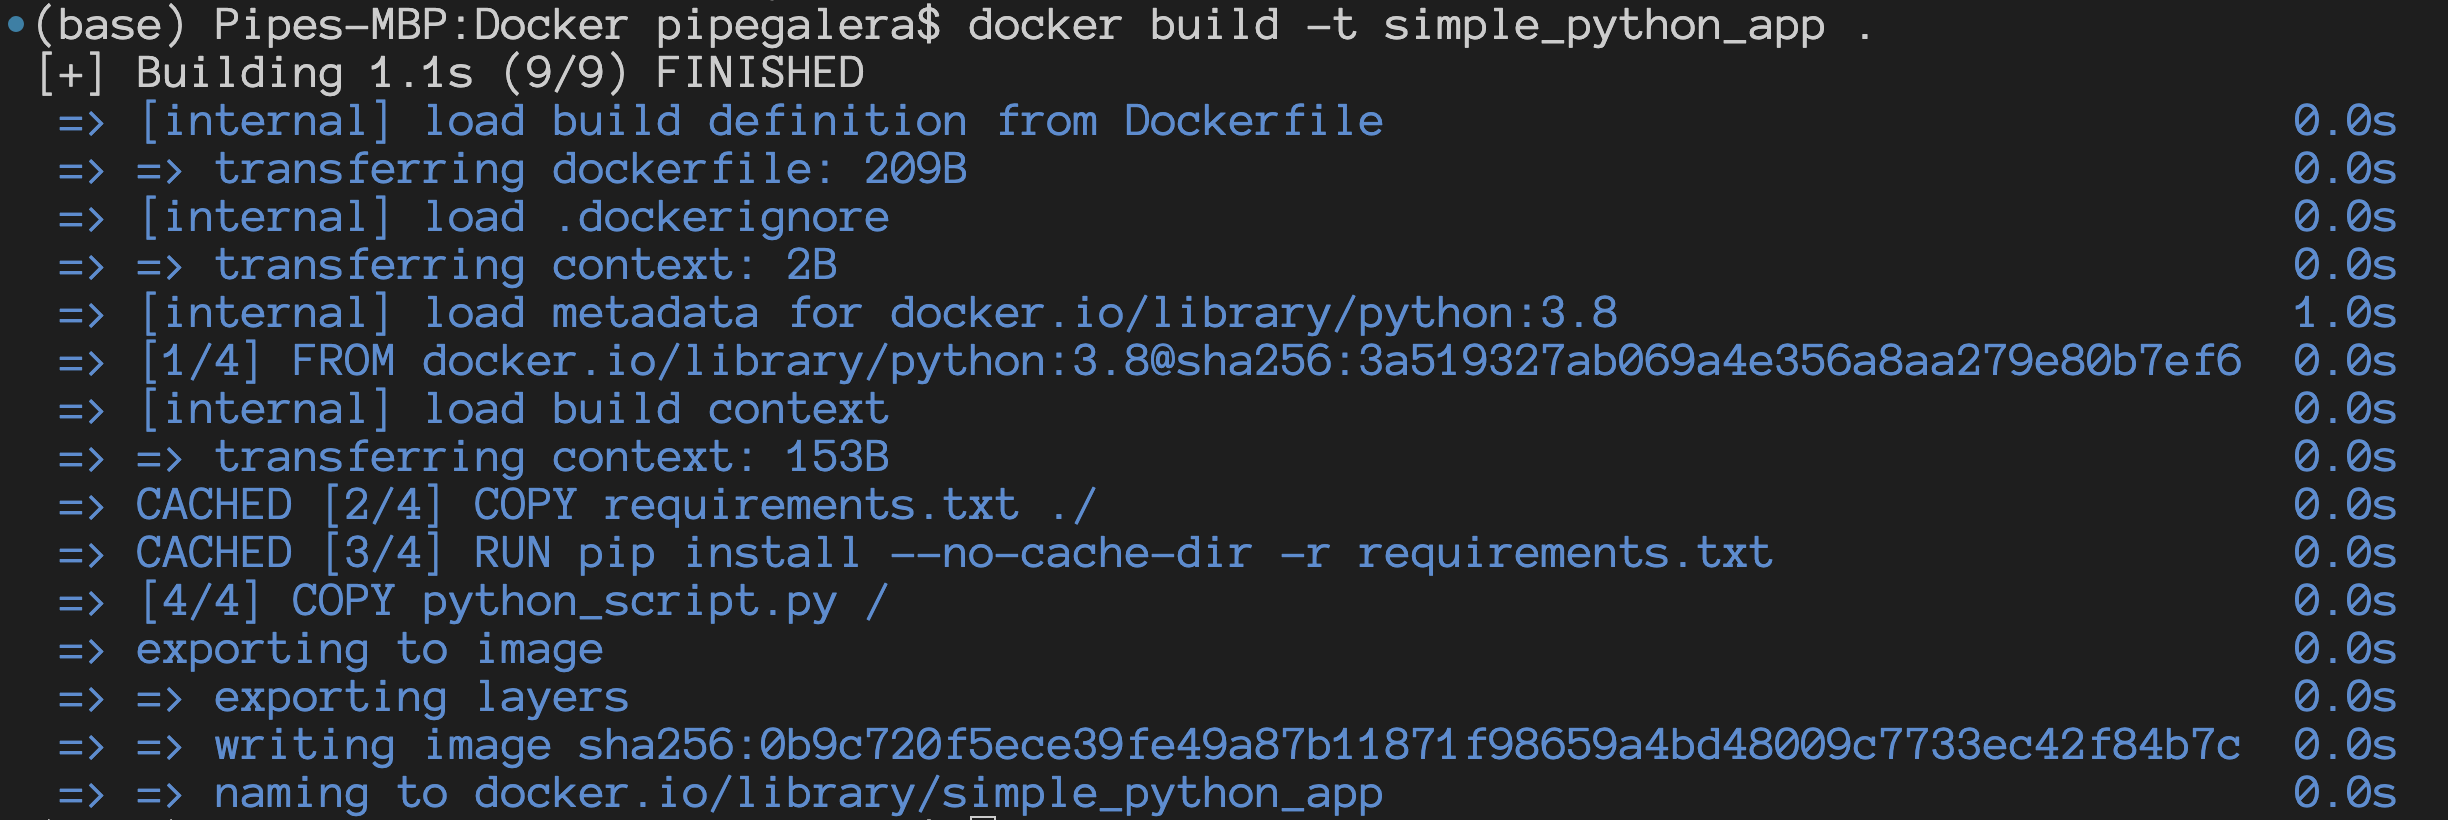 (base) Pipes-MBP:Docker pipegalera$ docker build -t simple_python_app .
[+] Building 1.1s (9/9) FINISHED
=> [internal] load build definition from Dockerfile 0.0s
=> => transferring dockerfile: 209B 0.0s
=> [internal] load .dockerignore 0.0s
=> => transferring context: 2B 0.0s
=> [internal] load metadata for docker.io/library/python:3.8 1.0s
=> [1/4] FROM docker.io/library/python:3.8@sha256:3a519327ab069a4e356a8aa279e80b7ef6 0.0s
=> [internal] load build context 0.0s
=> => transferring context: 153B 0.0s
=> CACHED [2/4] COPY requirements.txt ./ 0.0s
=> CACHED [3/4] RUN pip install --no-cache-dir -r requirements.txt 0.0s
=> [4/4] COPY python_script.py / 0.0s
=> exporting to image 0.0s
=> => exporting layers 0.0s
=> => writing image sha256:0b9c720f5ece39fe49a87b11871f98659a4bd48009c7733ec42f84b7c 0.0s
=> => naming to docker.io/library/simple_python_app 0.0s